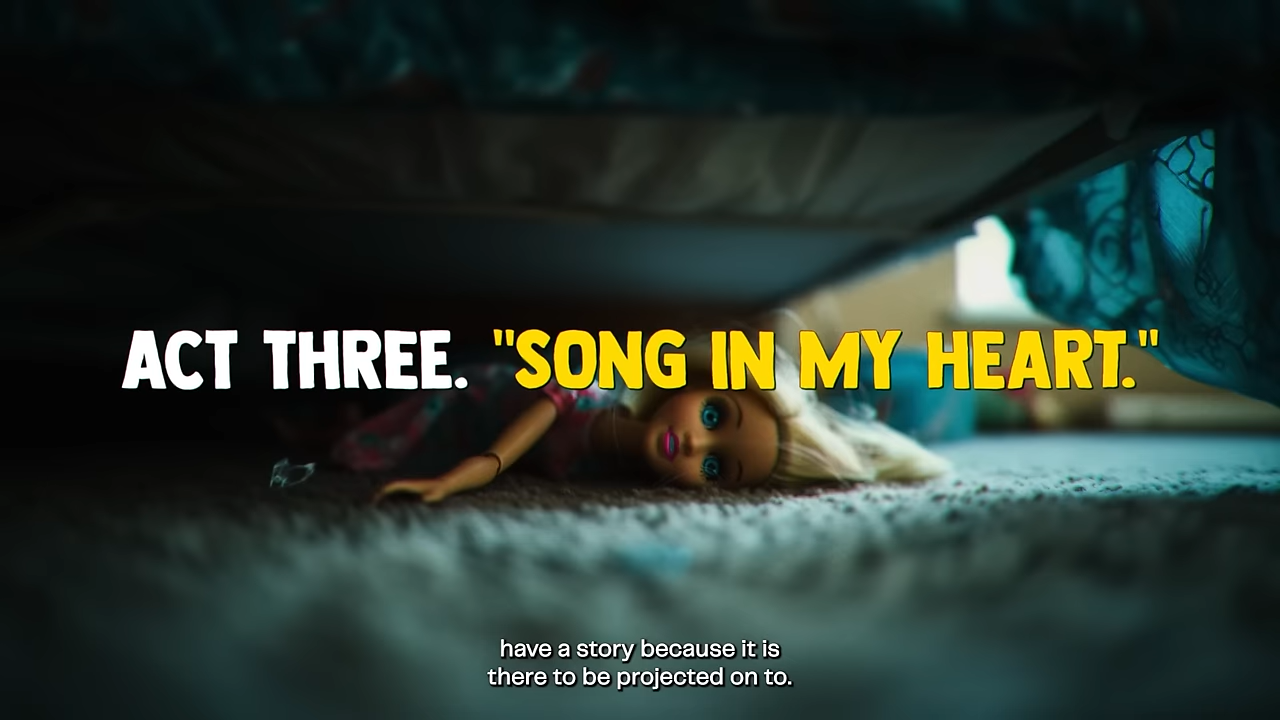 ACT THREE. "SONG IN MY HEART."
have a story because it is
there to be projected on to.